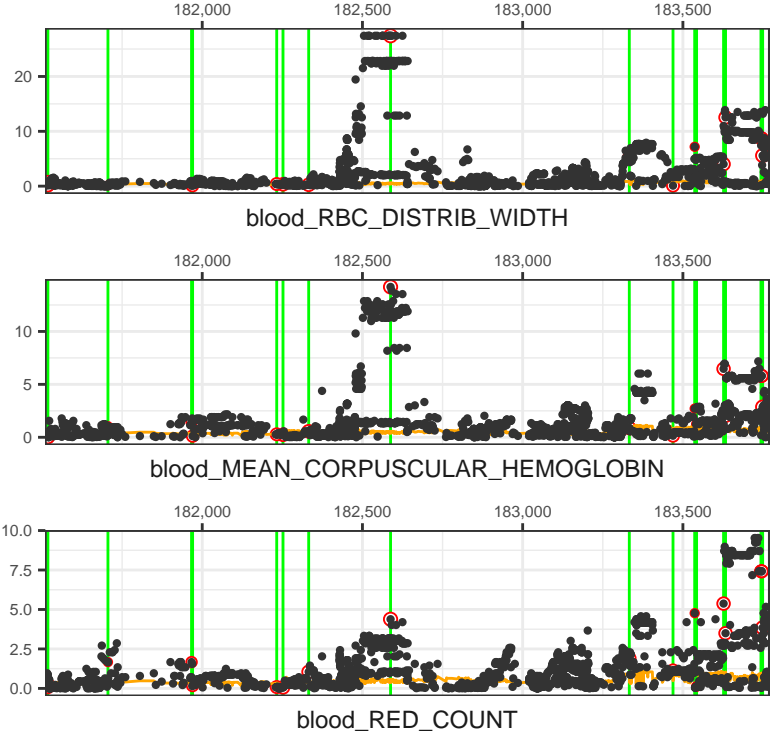 182,000 182,500 183,000 183,500
20
10
0
blood_RBC_DISTRIB_WIDTH
182,000 182,500 183,000 183,500
10
5
0
blood_MEAN_CORPUSCULAR_HEMOGLOBIN
182,000 182,500 183,000 183,500
10.0
7.5
5.0
2.5
0.0
blood_RED_COUNT